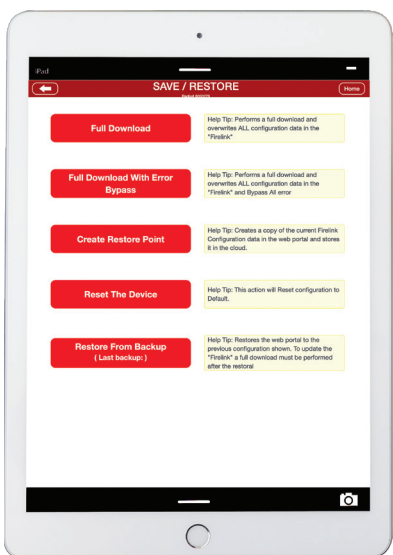 iPad
SAVE / RESTORE
Home
Full Download
Help Tip: Performs a full download and
overwrites ALL configuration data in the
"Firelink"
Full Download With Error
Bypass
Help Tip: Performs a full download and
overwrites ALL configuration data in the
"Firelink" and Bypass All error
Create Restore Point
Help Tip: Creates a copy of the current Firelink
Configuration data in the web portal and stores
it in the cloud.
Reset The Device
Help Tip: This action will Reset configuration to
Default.
Restore From Backup
( Last backup: )
Help Tip: Restores the web portal to the
previous configuration shown. To update the
"Firelink" a full download must be performed
after the restoral